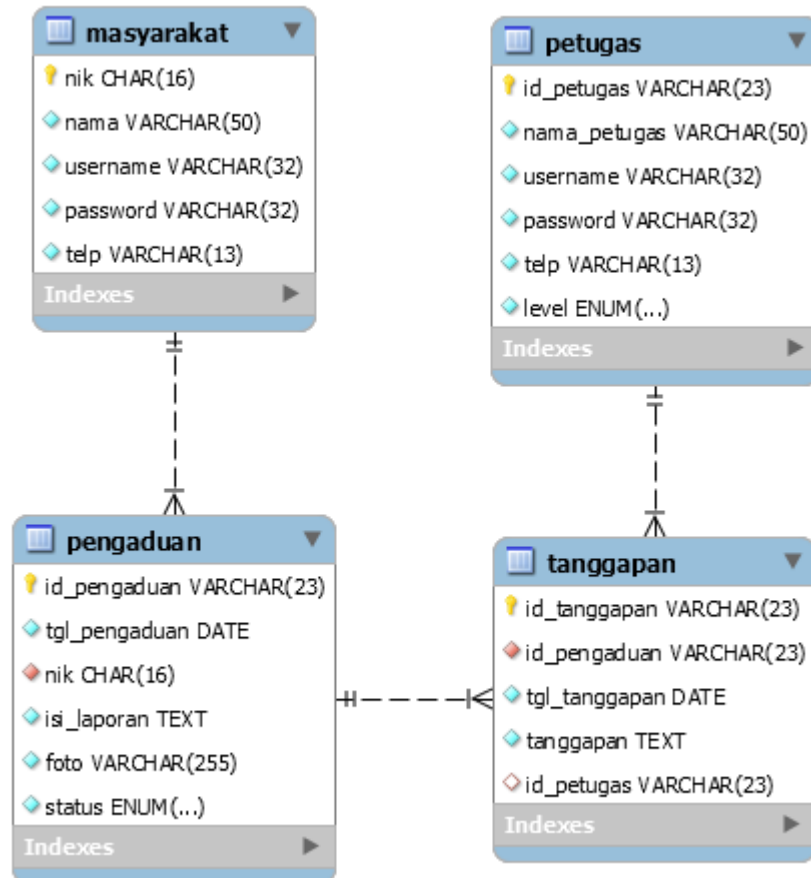 masyarakat
nik CHAR(16)
nama VARCHAR(50)
username VARCHAR(32)
password VARCHAR(32)
telp VARCHAR(13)
Indexes
petugas
id_petugas VARCHAR(23)
nama_petugas VARCHAR(50)
username VARCHAR(32)
password VARCHAR(32)
telp VARCHAR(13)
level ENUM(...)
Indexes
pengaduan
id_pengaduan VARCHAR(23)
tgl_pengaduan DATE
nik CHAR(16)
isi_laporan TEXT
foto VARCHAR(255)
status ENUM(...)
Indexes
tanggapan
id_tanggapan VARCHAR(23)
id_pengaduan VARCHAR(23)
tgl_tanggapan DATE
tanggapan TEXT
id_petugas VARCHAR(23)
Indexes